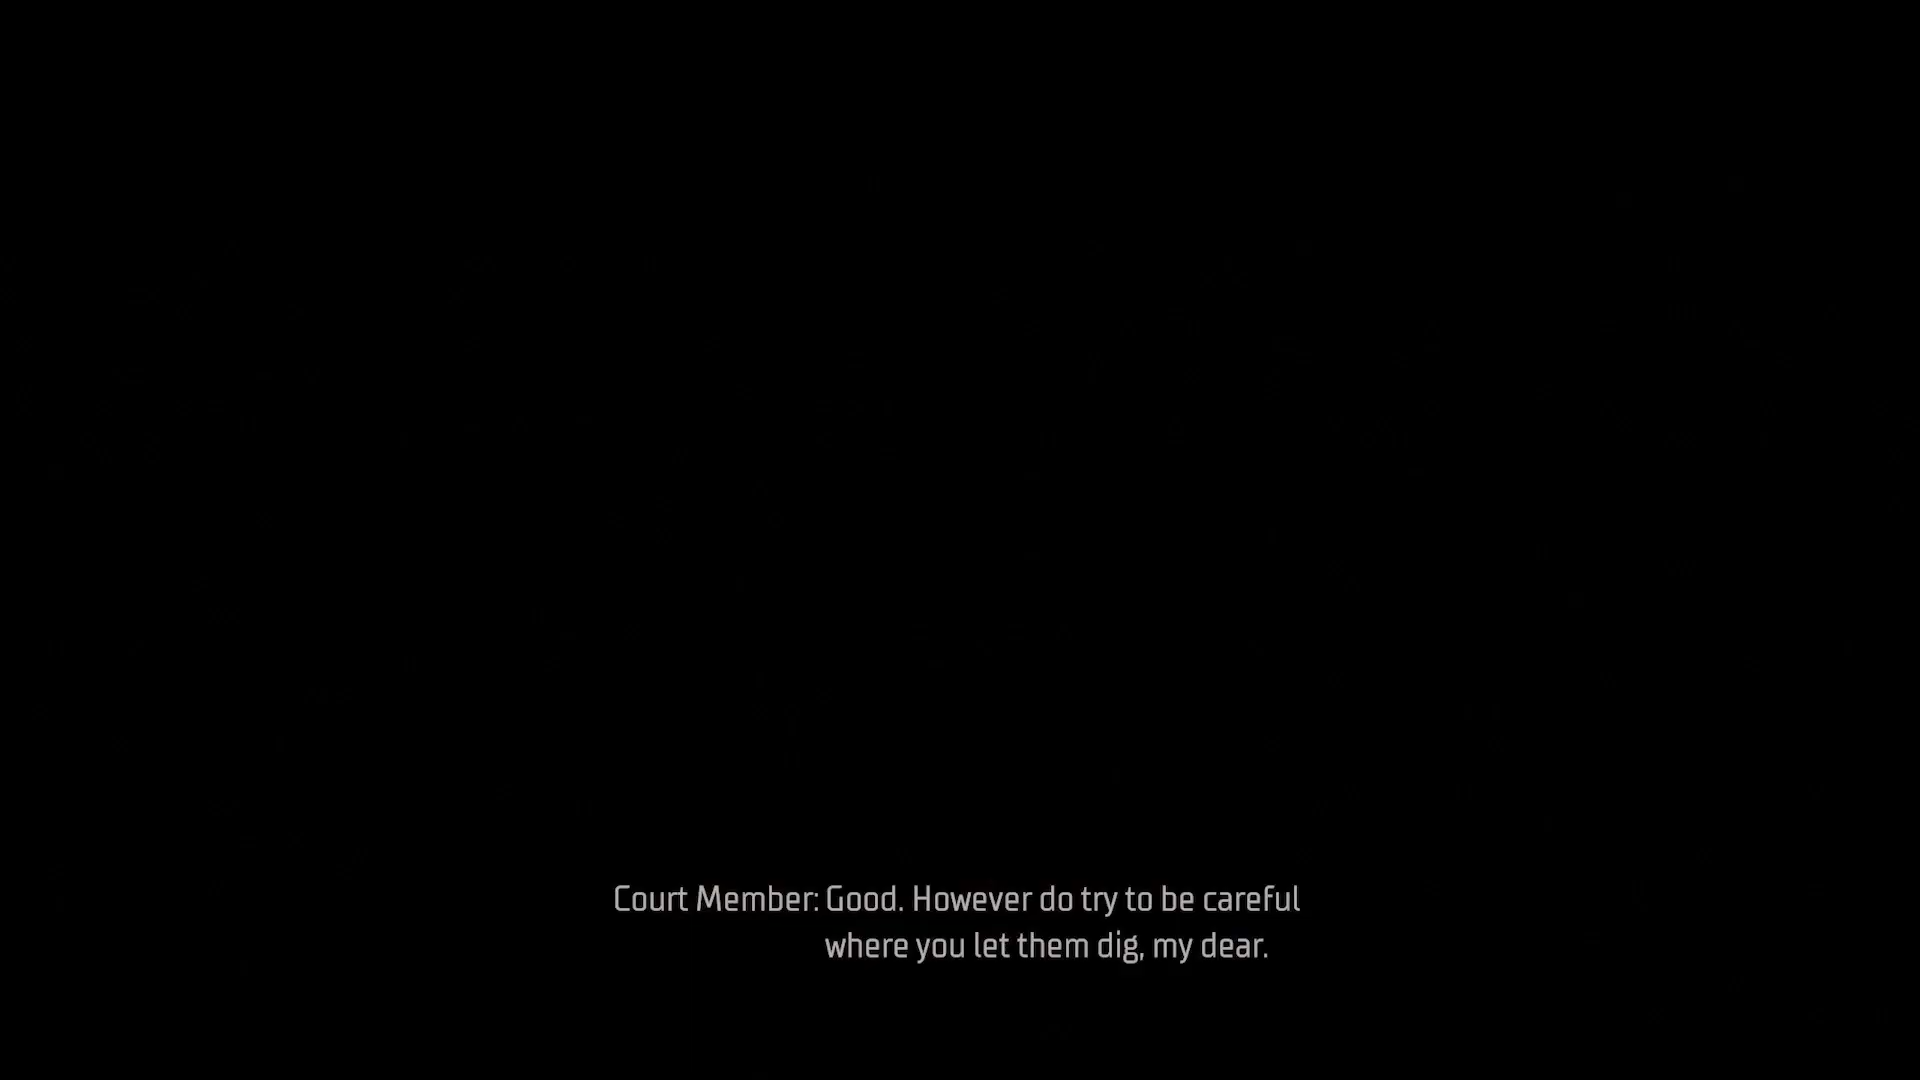 Court Member: Good. However do try to be careful
where you let them dig, my dear.